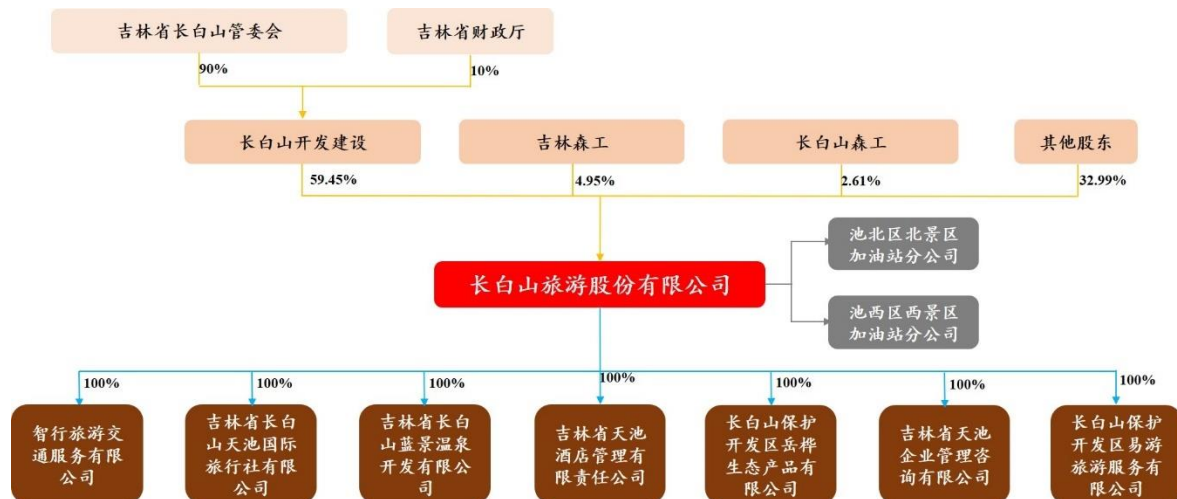 吉林省长白山管委会
吉林省财政厅
90%
10%
长白山开发建设
吉林森工
长白山森工
其他股东
59.45%
4.95%
2.61%
32.99%
池北区北景区
加油站分公司
长白山旅游股份有限公司
池西区西景区
加油站分公司
100%
100%
100%
100%
100%
100%
100%
智行旅游交
通服务有限
公司
吉林省长白
山天池国际
旅行社有限
公司
吉林省长白
山蓝景温泉
开发有限公
司
吉林省天池
酒店管理有
限责任公司
长白山保护
开发区岳桦
生态产品有
限公司
吉林省天池
企业管理咨
询有限公司
长白山保护
开发区易游
旅游服务有
限公司